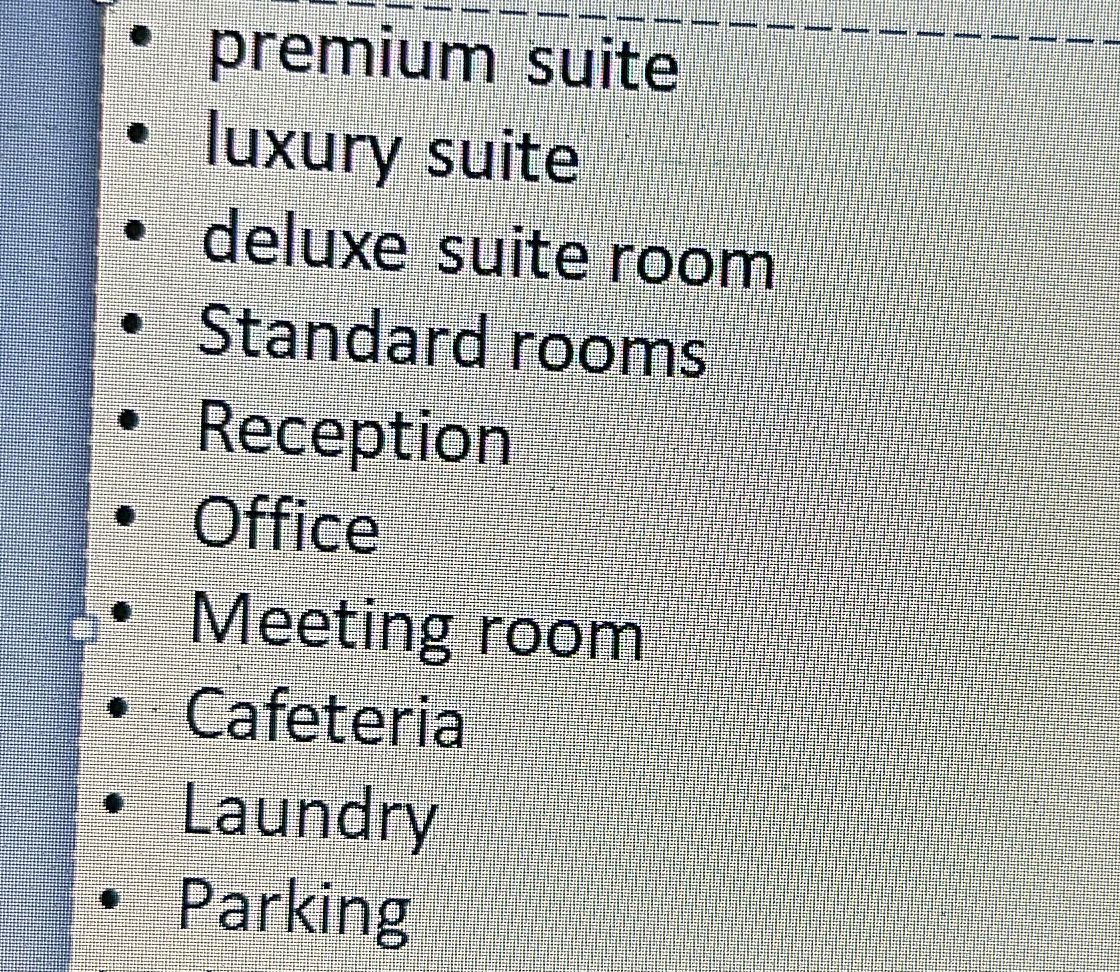 • premium suite
• luxury suite
• deluxe suite room
• Standard rooms
• Reception
• Office
• Meeting room
• Cafeteria
• Laundry
• Parking